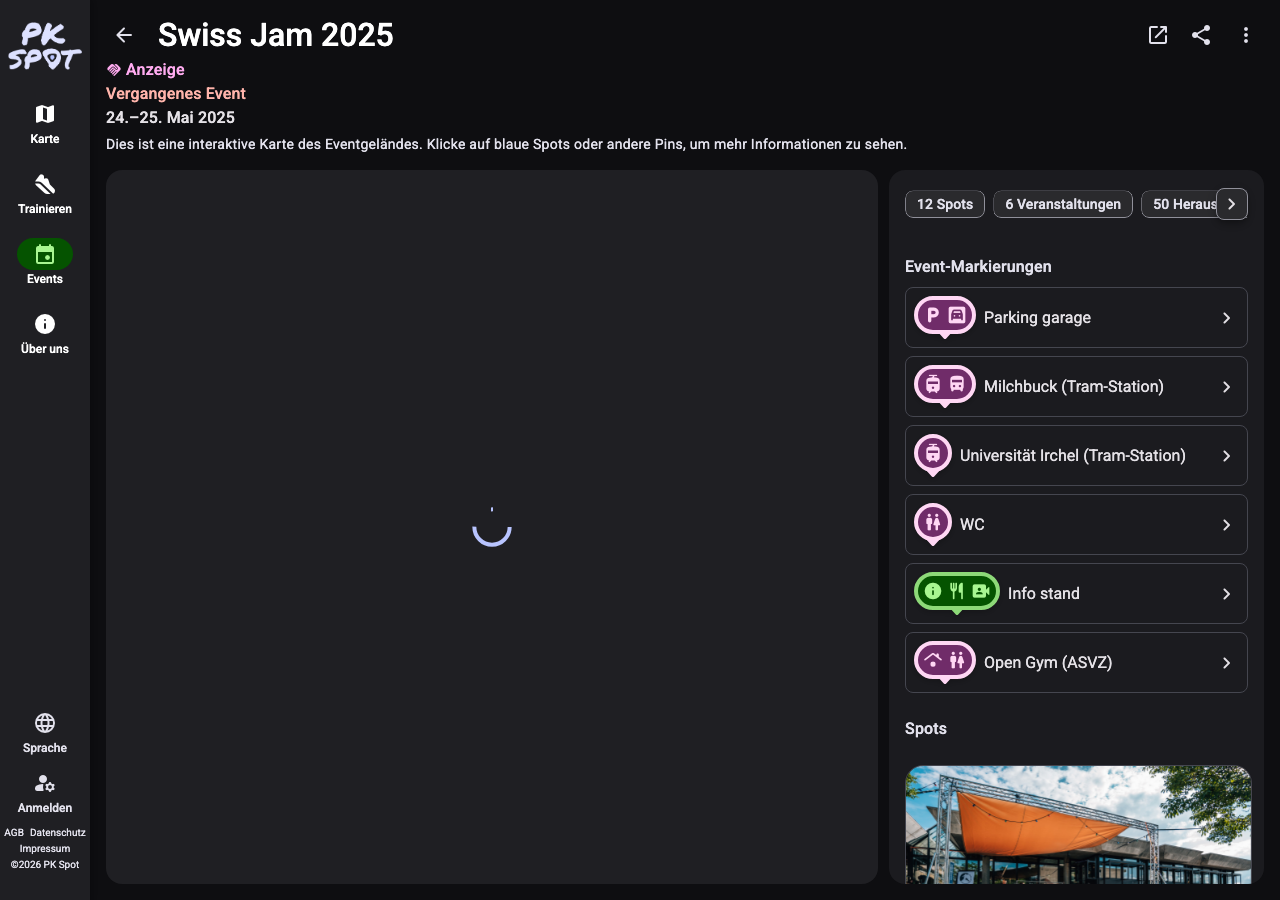 PK
SPOT
Karte
Trainieren
Events
Über uns
Sprache
Anmelden
AGB Datenschutz
Impressum
©2026 PK Spot
Swiss Jam 2025
Anzeige
Vergangenes Event
24.–25. Mai 2025
Dies ist eine interaktive Karte des Eventgeländes. Klicke auf blaue Spots oder andere Pins, um mehr Informationen zu sehen.
12 Spots
6 Veranstaltungen
50 Heraus
Event-Markierungen
P
Parking garage
Milchbuck (Tram-Station)
Universität Irchel (Tram-Station)
WC
Info stand
Open Gym (ASVZ)
Spots